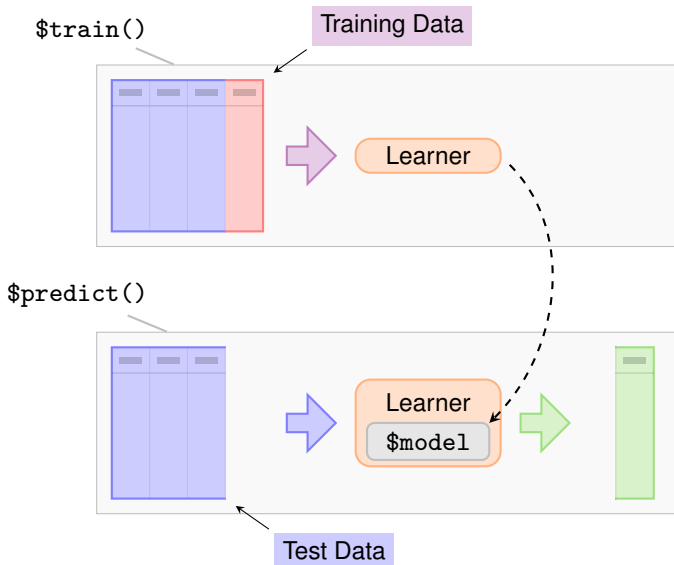 $train()
Training Data
Learner
$predict()
Learner
$model
Test Data